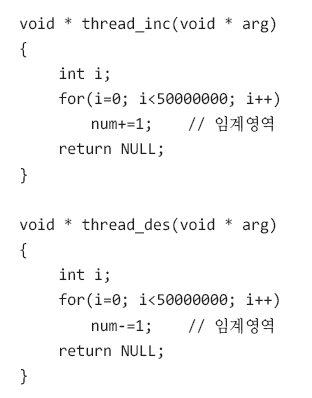 void * thread_inc(void * arg)
{
int i;
for(i=0; i<50000000; i++)
num+=1; // 임계영역
return NULL;
}
void * thread_des(void * arg)
{
int i;
for(i=0; i<50000000; i++)
num-=1; // 임계영역
return NULL;
}